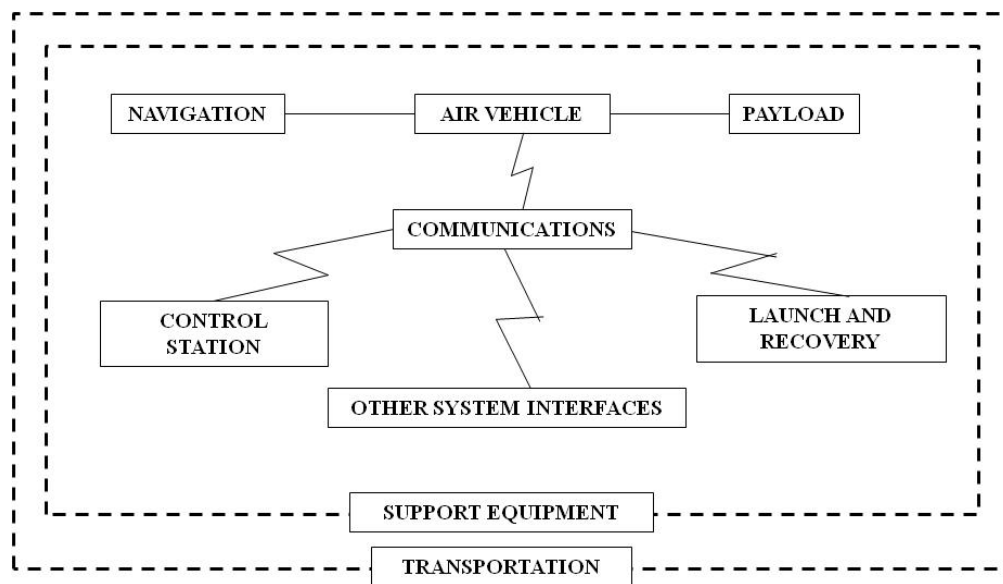 NAVIGATION
AIR VEHICLE
PAYLOAD
COMMUNICATIONS
CONTROL
STATION
LAUNCH AND
RECOVERY
OTHER SYSTEM INTERFACES
SUPPORT EQUIPMENT
TRANSPORTATION